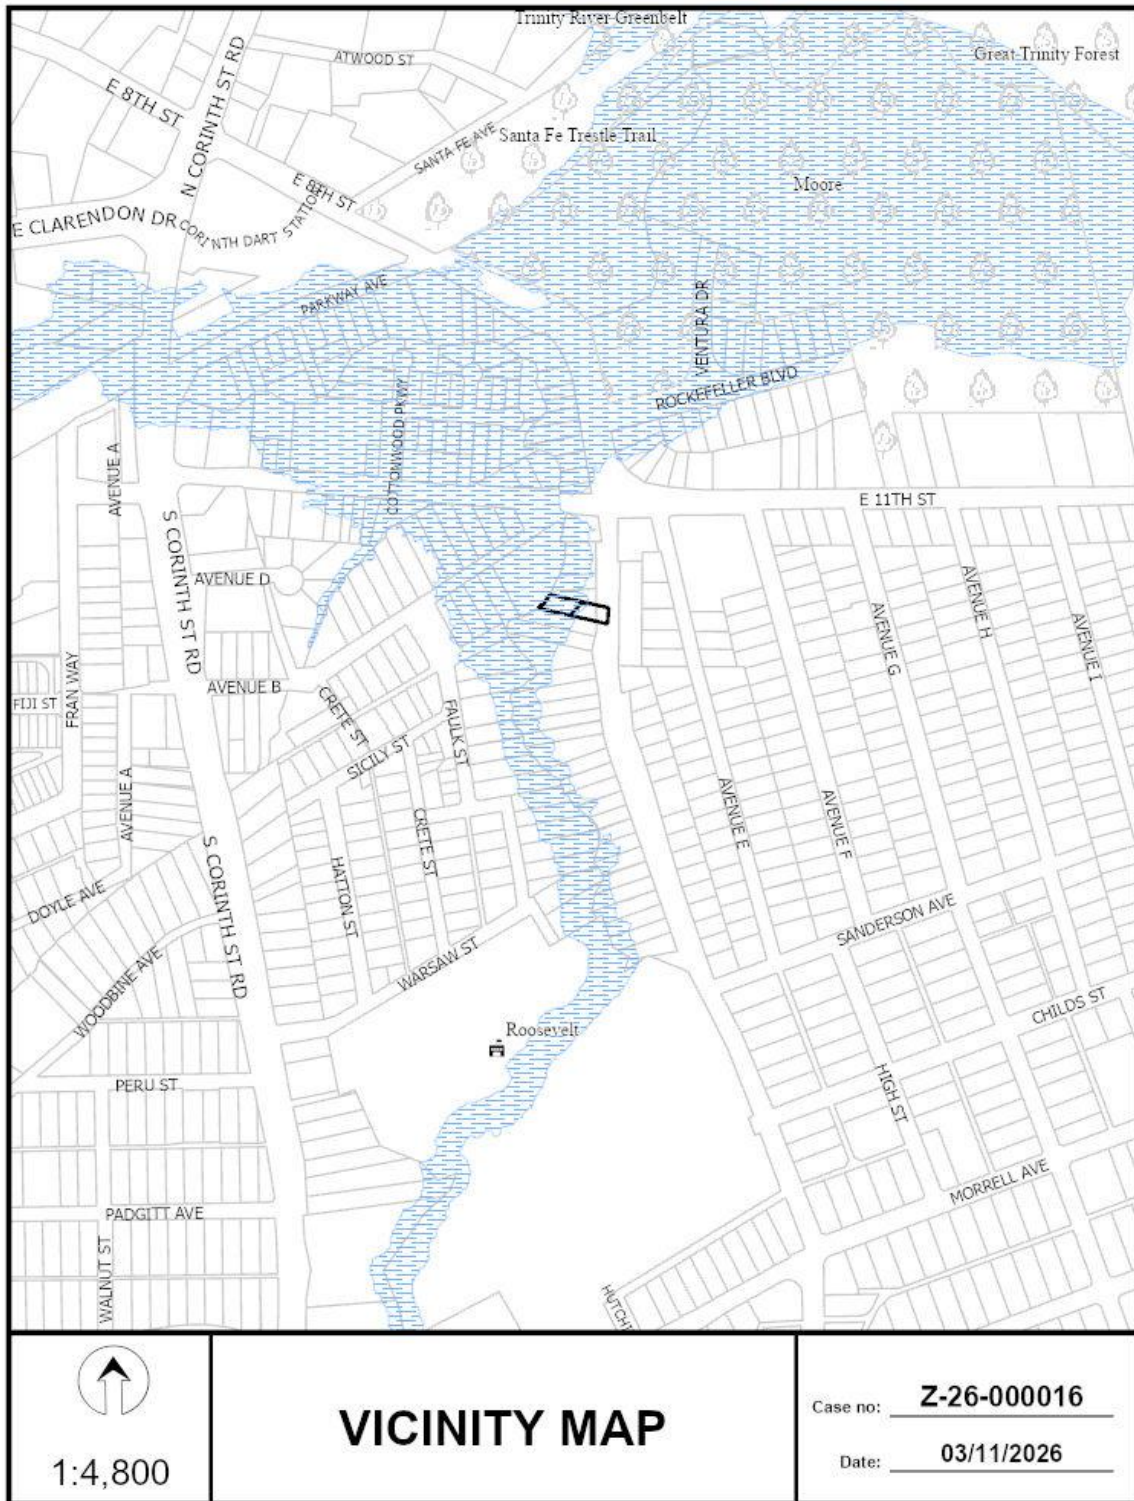 Trinity River Greenbelt
Great Trinity Forest
ATWOOD ST
E 8TH ST
N CORINTH ST RD
SANTA FE AVE
Santa Fe Trestle Trail
Moore
E 8TH ST
E CLARENDON DR
CORINTH DART STATION
PARKWAY AVE
VENTURA DR
ROCKEFELLER BLVD
COTTONWOOD PKWY
AVENUE A
E 11TH ST
S CORINTH ST RD
AVENUE D
AVENUE H
AVENUE G
AVENUE I
FRAN WAY
FIJI ST
AVENUE B
CRETE ST
FAULK ST
SICILY ST
AVENUE A
AVENUE E
AVENUE F
CRETE ST
HATTON ST
S CORINTH ST RD
DOYLE AVE
SANDERSON AVE
WOODBINE AVE
WARSAW ST
CHILDS ST
Roosevelt
PERU ST
HIGH ST
MORRELL AVE
PADGITT AVE
WALNUT ST
HUTCHI
1:4,800
VICINITY MAP
Case no: Z-26-000016
Date: 03/11/2026